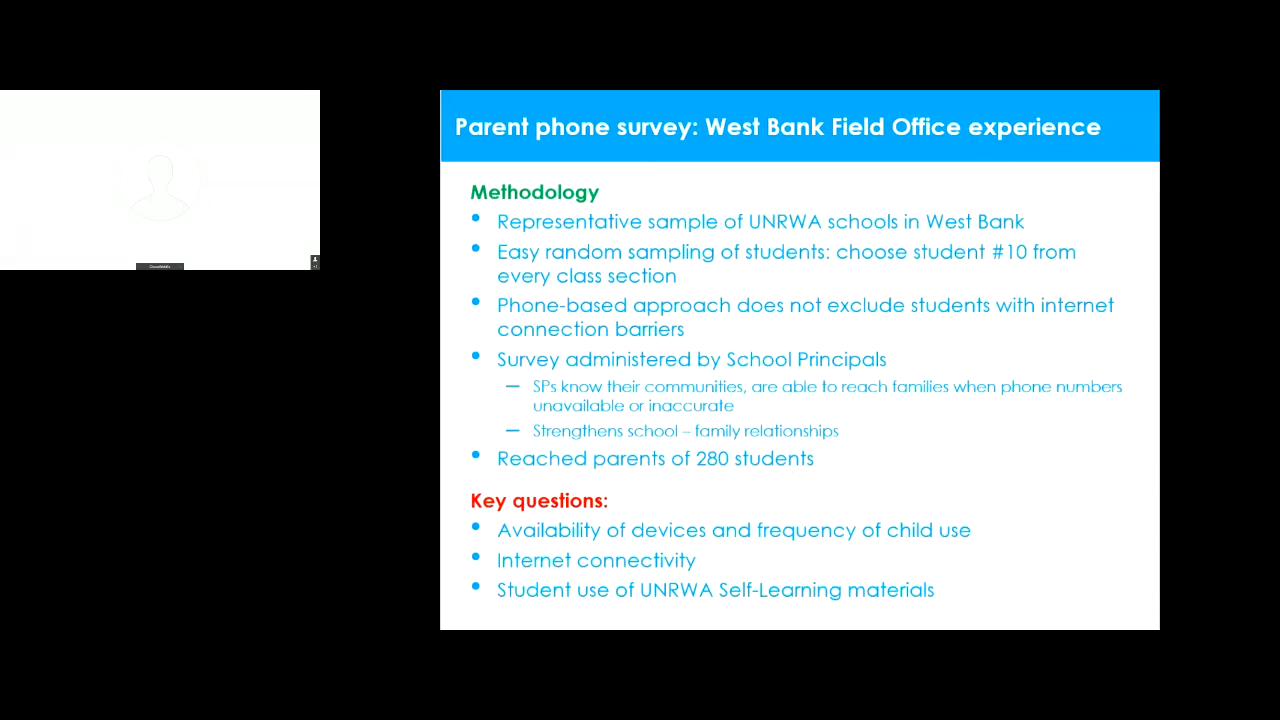 Parent phone survey: West Bank Field Office experience
Methodology
• Representative sample of UNRWA schools in West Bank
• Easy random sampling of students: choose student #10 from
every class section
• Phone-based approach does not exclude students with internet
connection barriers
• Survey administered by School Principals
— SPs know their communities, are able to reach families when phone numbers
unavailable or inaccurate
— Strengthens school – family relationships
• Reached parents of 280 students
Key questions:
• Availability of devices and frequency of child use
• Internet connectivity
• Student use of UNRWA Self-Learning materials